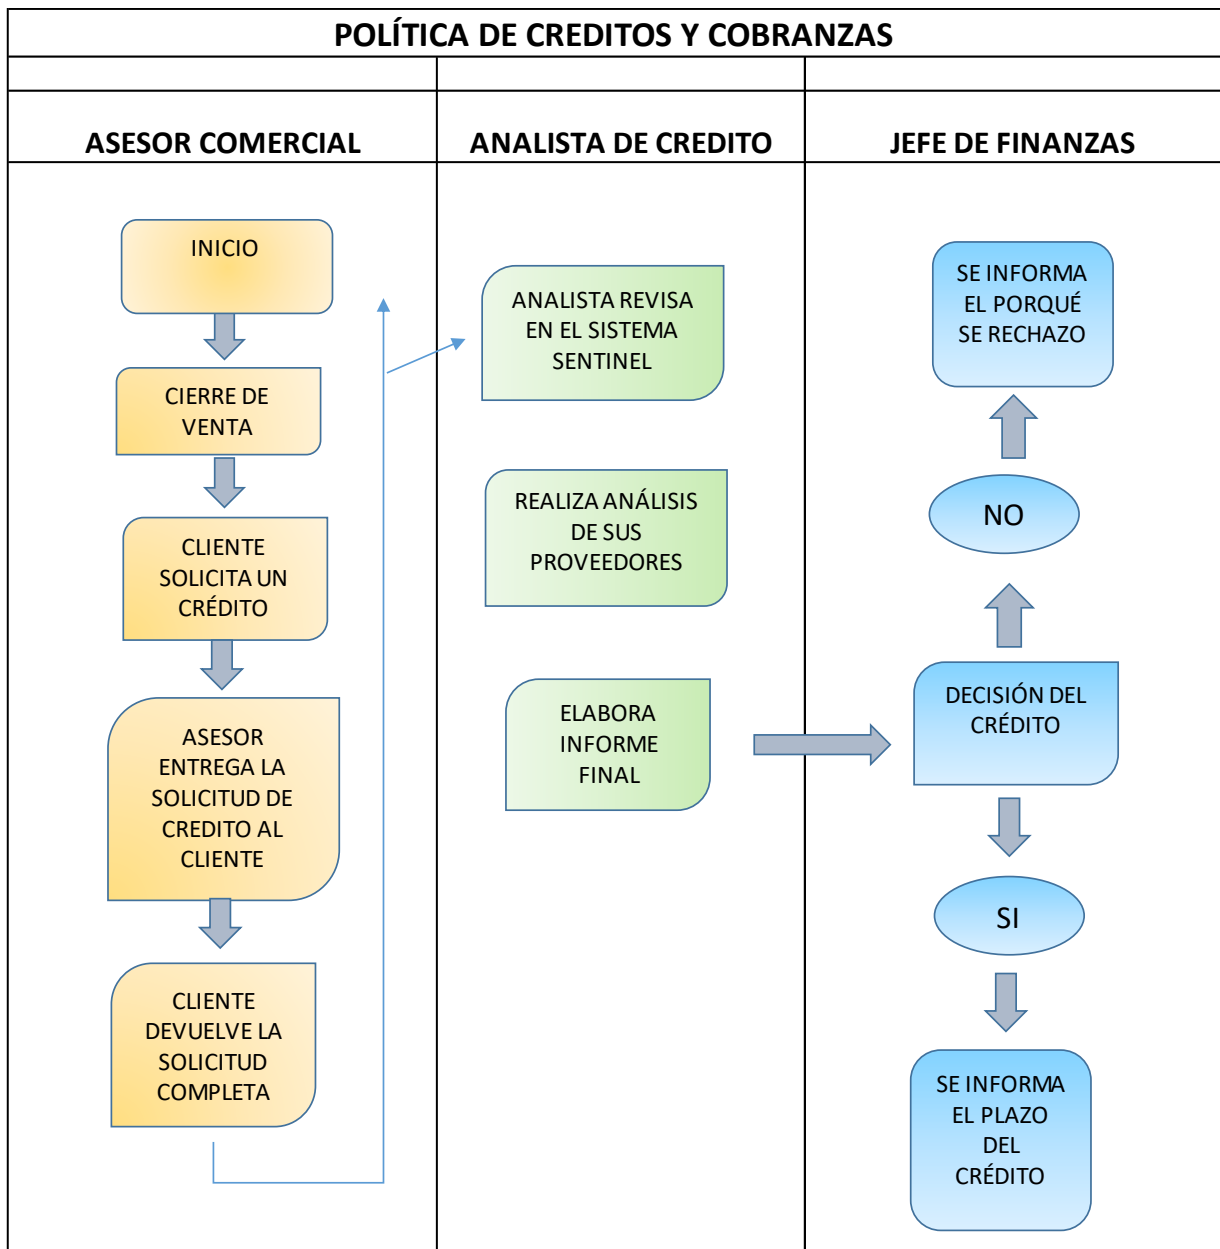 POLÍTICA DE CREDITOS Y COBRANZAS
ASESOR COMERCIAL
ANALISTA DE CREDITO
JEFE DE FINANZAS
INICIO
CIERRE DE
VENTA
CLIENTE
SOLICITA UN
CRÉDITO
ASESOR
ENTREGA LA
SOLICITUD DE
CREDITO AL
CLIENTE
CLIENTE
DEVUELVE LA
SOLICITUD
COMPLETA
ANALISTA REVISA
EN EL SISTEMA
SENTINEL
REALIZA ANÁLISIS
DE SUS
PROVEEDORES
ELABORA
INFORME
FINAL
SE INFORMA
EL PORQUÉ
SE RECHAZO
NO
DECISIÓN DEL
CRÉDITO
SI
SE INFORMA
EL PLAZO
DEL
CRÉDITO